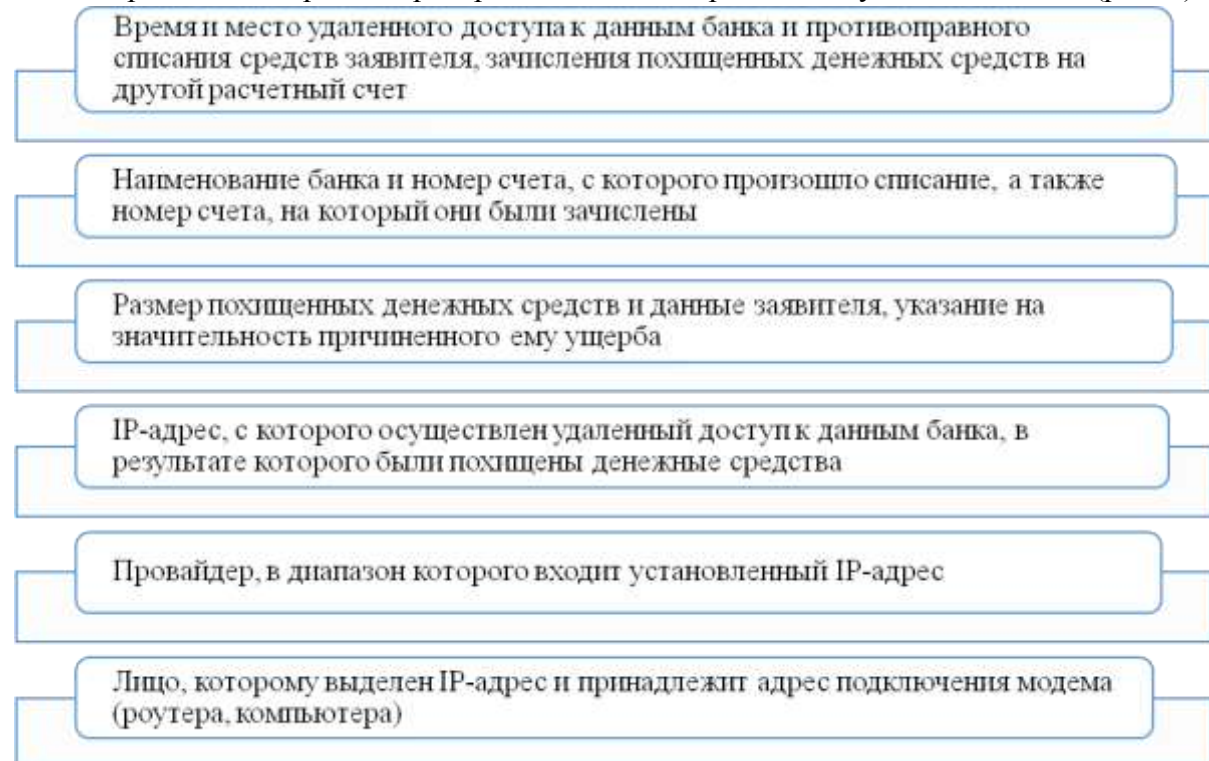 Время и место удаленного доступа к данным банка и противоправного
списания средств заявителя, зачисления похищенных денежных средств на
другой расчетный счет
Наименование банка и номер счета, с которого произошло списание, а также
номер счета, на который они были зачислены
Размер похищенных денежных средств и данные заявителя, указание на
значительность причиненного ему ущерба
IP-адрес, с которого осуществлен удаленный доступ к данным банка, в
результате которого были похищены денежные средства
Провайдер, в диапазон которого входит установленный IP-адрес
Лицо, которому выделен IP-адрес и принадлежит адрес подключения модема
(роутера, компьютера)